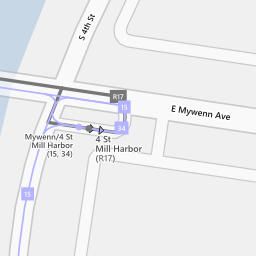 S 4th St
R17
15
E Mywenn Ave
34
Mywenn/4 St
Mill Harbor
(15, 34)
4 St
Mill Harbor
(R17)
15